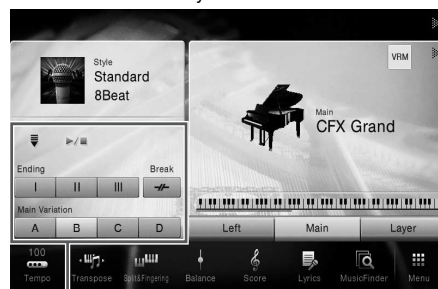 Style
Standard
8Beat
VRM
Main
CFX Grand
Ending
Break
I II III
Main Variation
A B C D
Left Main Layer
100
Tempo Transpose Split&Fingering Balance Score Lyrics MusicFinder Menu